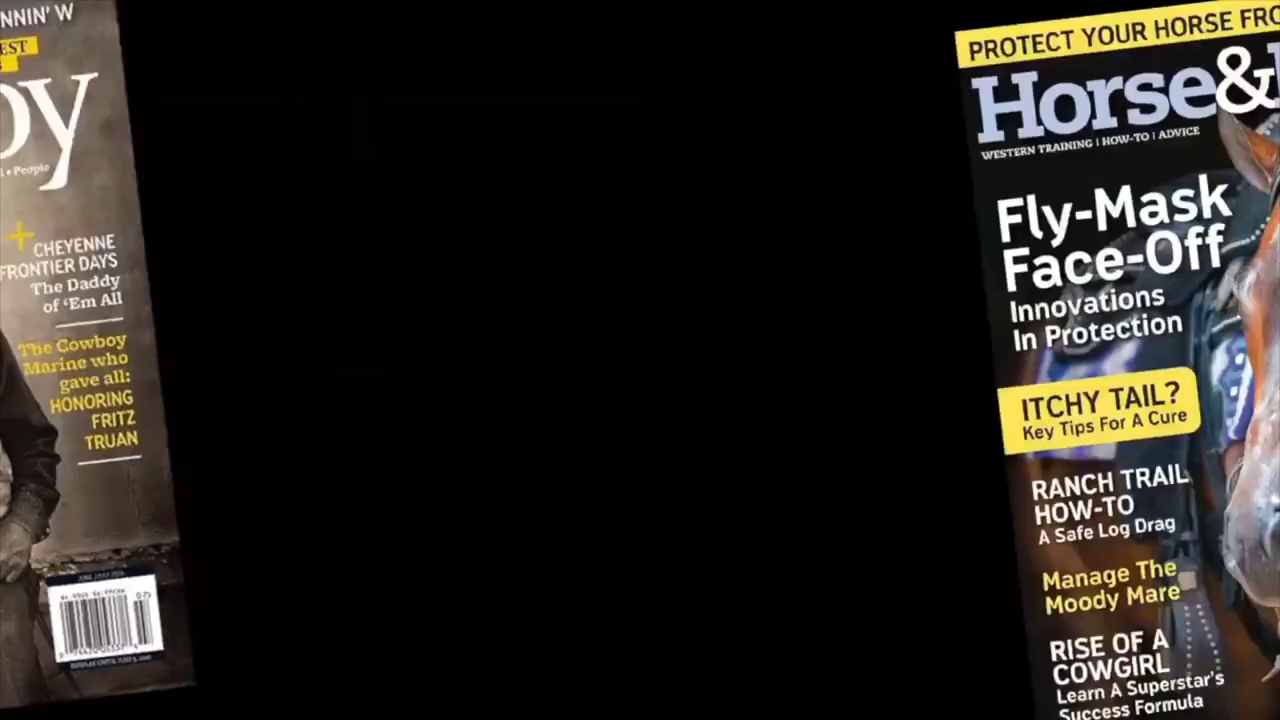 NNIN' W
EST
oy
l • People
+
CHEYENNE
FRONTIER DAYS
The Daddy
of 'Em All
The Cowboy
Marine who
gave all:
HONORING
FRITZ
TRUAN
PROTECT YOUR HORSE FRO
Horse&
WESTERN TRAINING | HOW-TO | ADVICE
Fly-Mask
Face-Off
Innovations
In Protection
ITCHY TAIL?
Key Tips For A Cure
RANCH TRAIL
HOW-TO
A Safe Log Drag
Manage The
Moody Mare
RISE OF A
COWGIRL
Learn A Superstar's
Success Formula